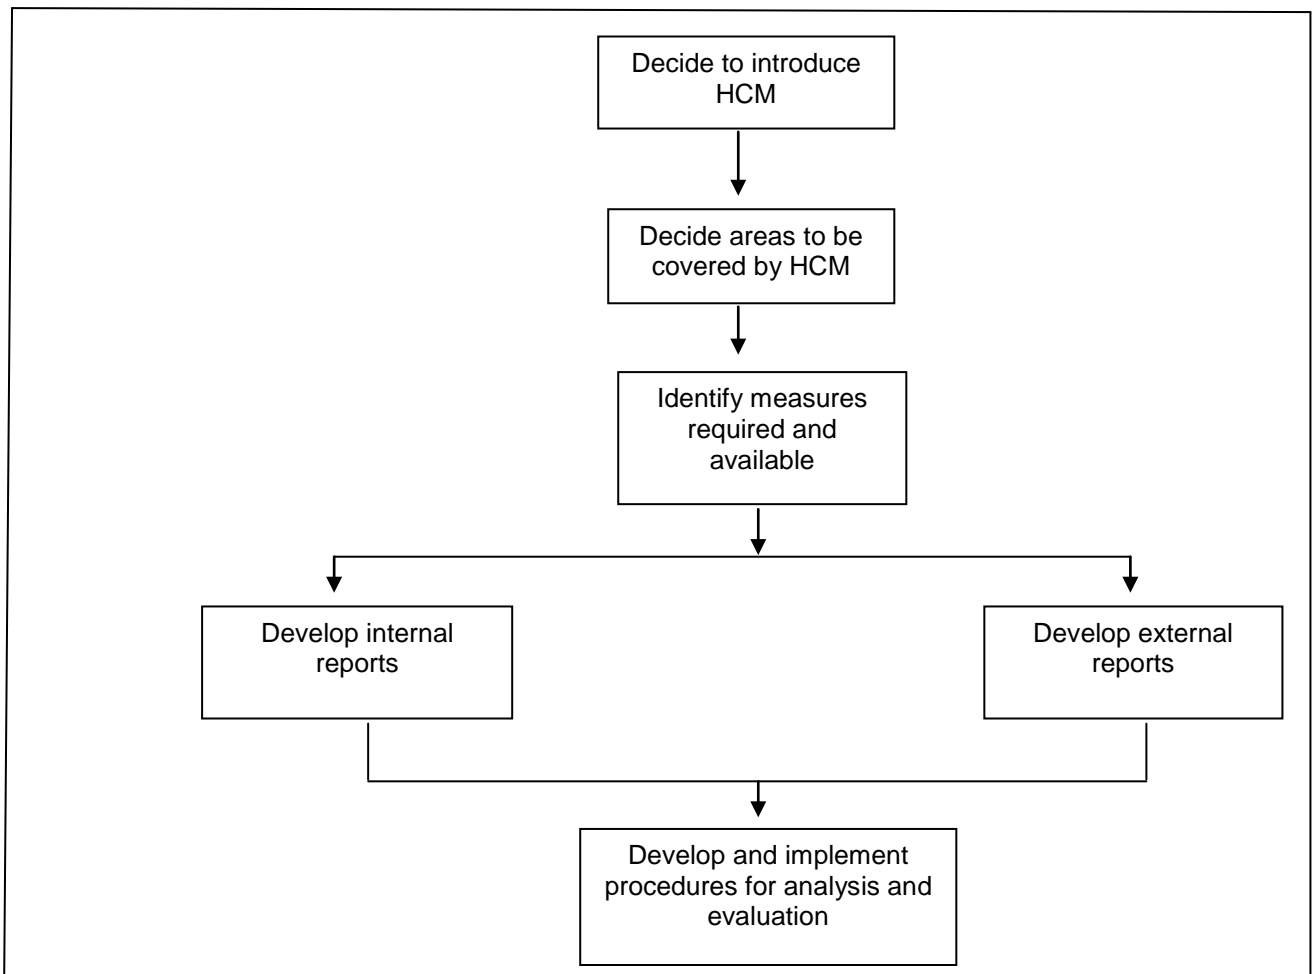 Decide to introduce
HCM
Decide areas to be
covered by HCM
Identify measures
required and
available
Develop internal
reports
Develop external
reports
Develop and implement
procedures for analysis and
evaluation